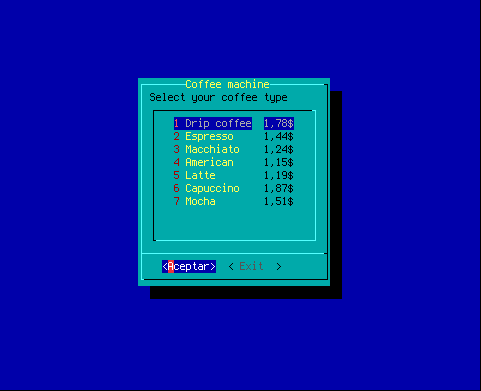 Coffee machine
Select your coffee type
1 Drip coffee 1,78$
2 Espresso 1,44$
3 Macchiato 1,24$
4 American 1,15$
5 Latte 1,19$
6 Capuccino 1,87$
7 Mocha 1,51$
<Aceptar> < Exit >